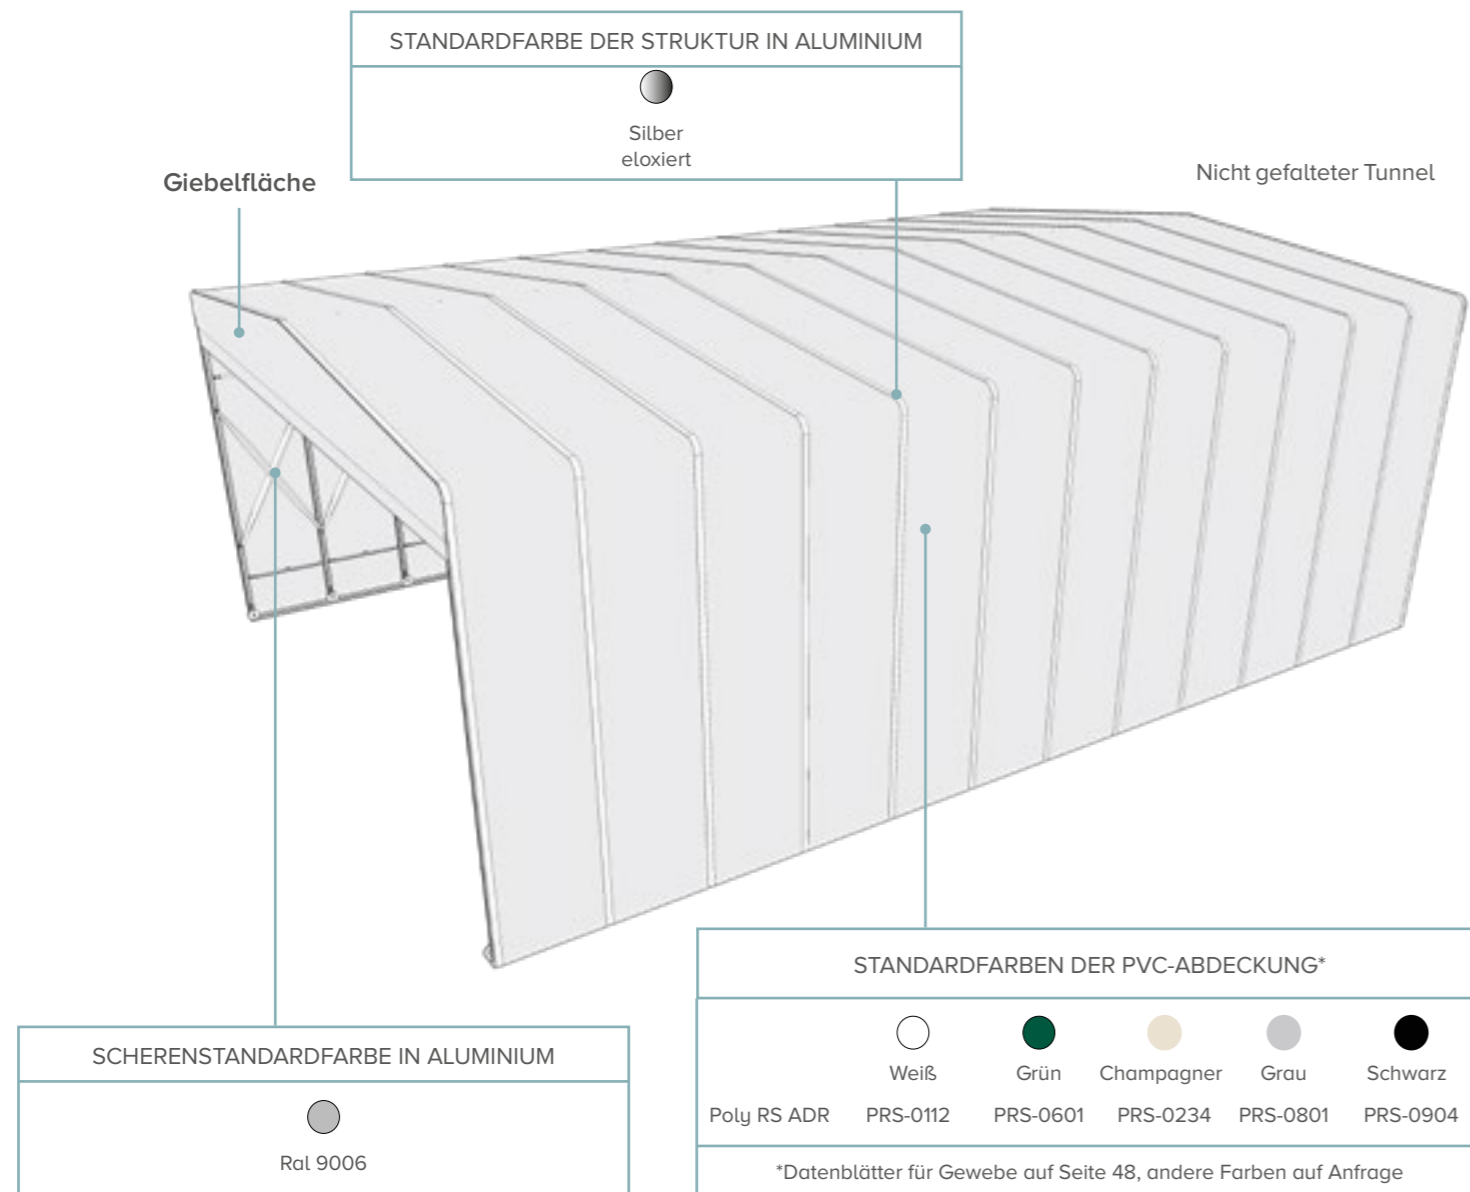 STANDARDFARBE DER STRUKTUR IN ALUMINIUM
Silber
eloxiert
Giebelfläche
Nicht gefalteter Tunnel
SCHERENSTANDARDFARBE IN ALUMINIUM
Ral 9006
STANDARDFARBEN DER PVC-ABDECKUNG*
Weiß Grün Champagner Grau Schwarz
Poly RS ADR PRS-0112 PRS-0601 PRS-0234 PRS-0801 PRS-0904
*Datenblätter für Gewebe auf Seite 48, andere Farben auf Anfrage